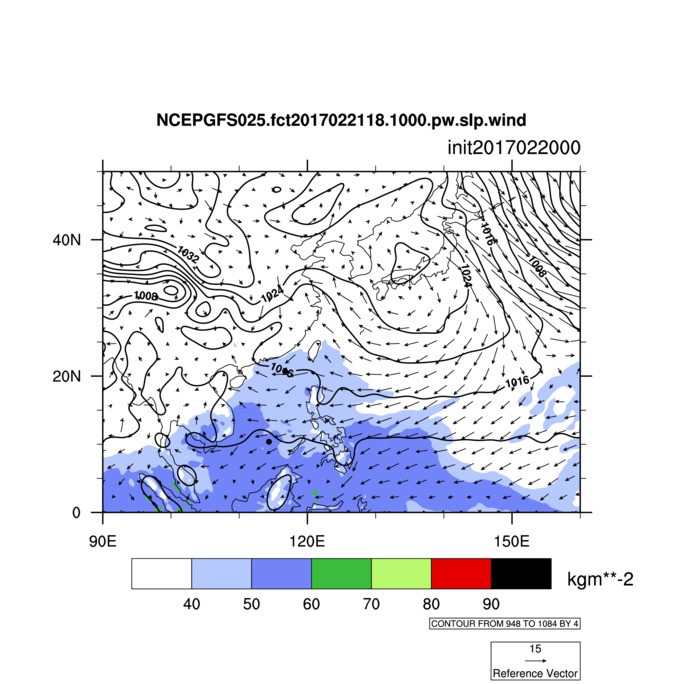 NCEPGFS025.fct2017022118.1000.pw.slp.wind
init2017022000
40N
20N
0
1032
1008
1024
1016
1008
1024
1016
1016
90E
120E
150E
40
50
60
70
80
90
kgm**-2
CONTOUR FROM 948 TO 1084 BY 4
15
Reference Vector